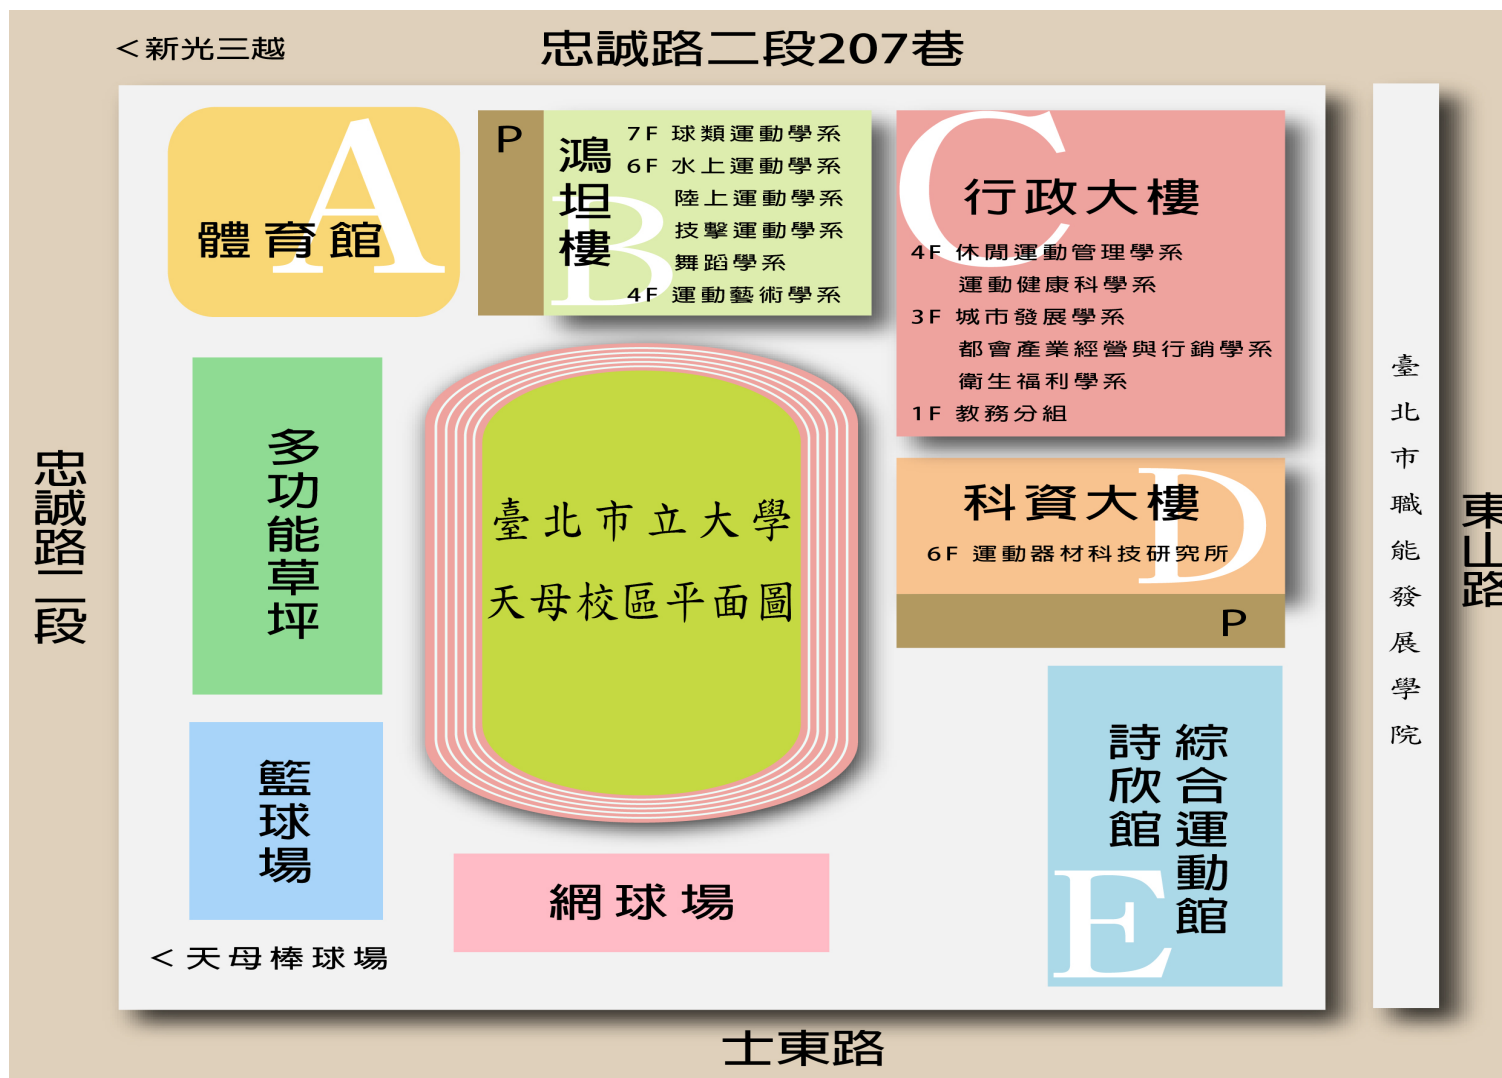 <新光三越
忠誠路二段207巷
A
體育館
P
鴻坦樓
B
7F 球類運動學系
6F 水上運動學系
陸上運動學系
技擊運動學系
舞蹈學系
4F 運動藝術學系
C
行政大樓
4F 休閒運動管理學系
運動健康科學系
3F 城市發展學系
都會產業經營與行銷學系
衛生福利學系
1F 教務分組
忠誠路二段
多功能草坪
臺北市立大學
天母校區平面圖
D
科資大樓
6F 運動器材科技研究所
P
臺北市職能發展學院
東山路
籃球場
網球場
綜合運動館
詩欣館
E
<天母棒球場
士東路